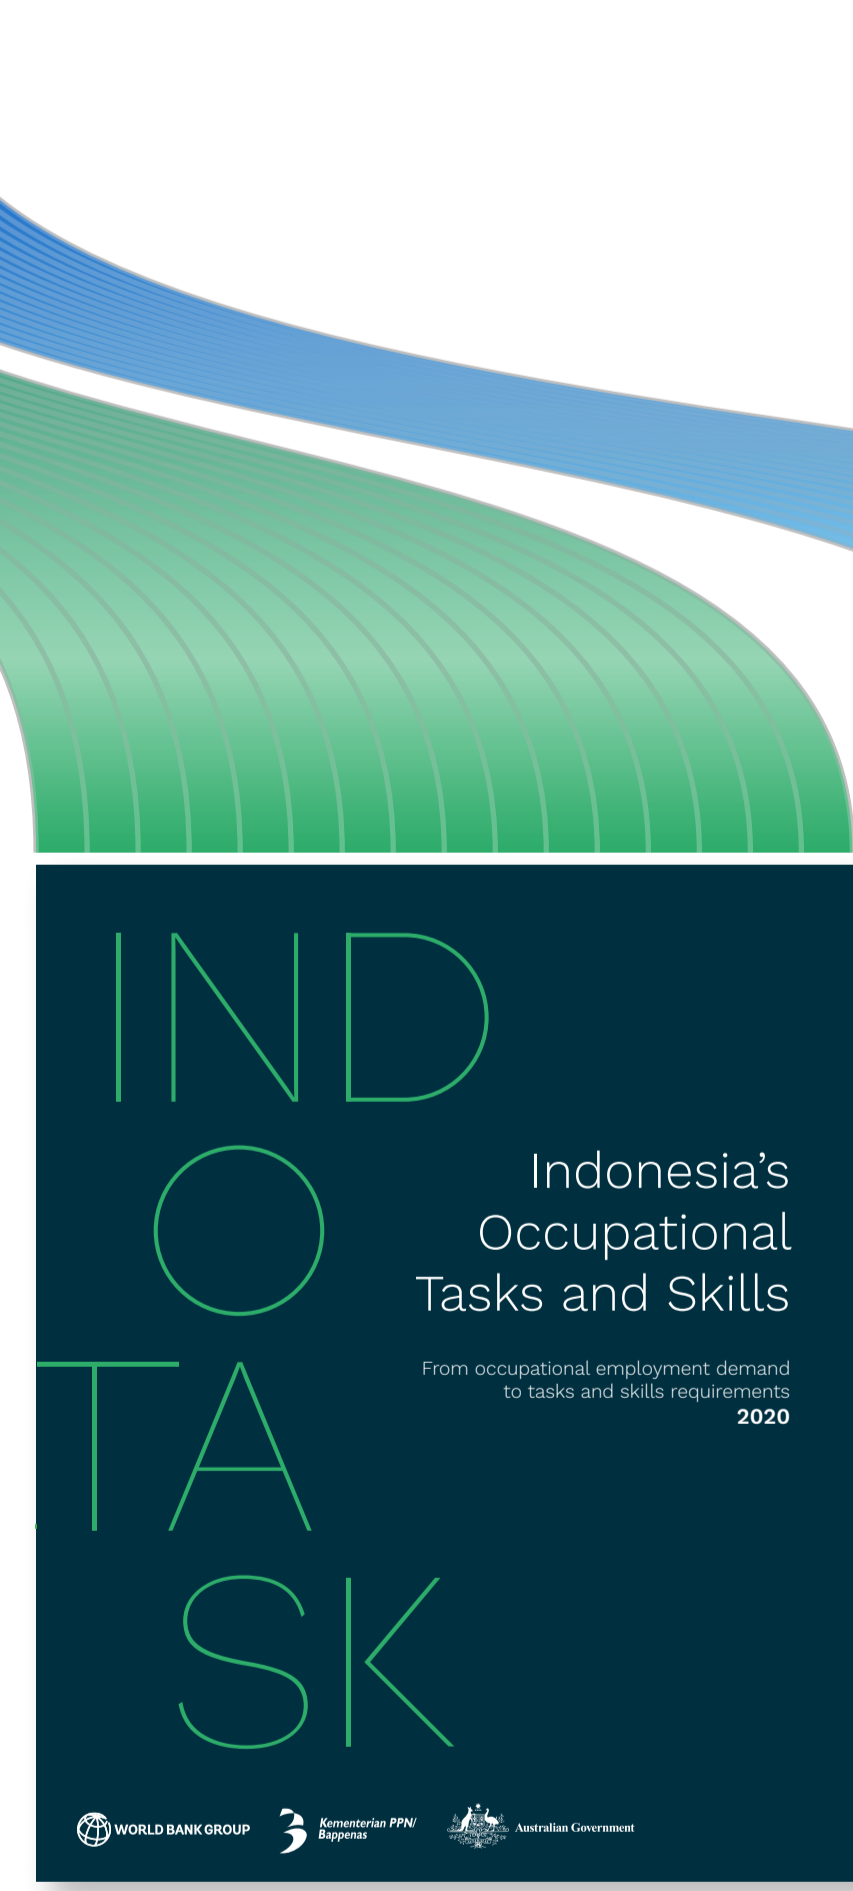 IND
O
TA
SK
Indonesia’s
Occupational
Tasks and Skills
From occupational employment demand
to tasks and skills requirements
2020
WORLD BANK GROUP
Kementerian PPN/
Bappenas
Australian Government